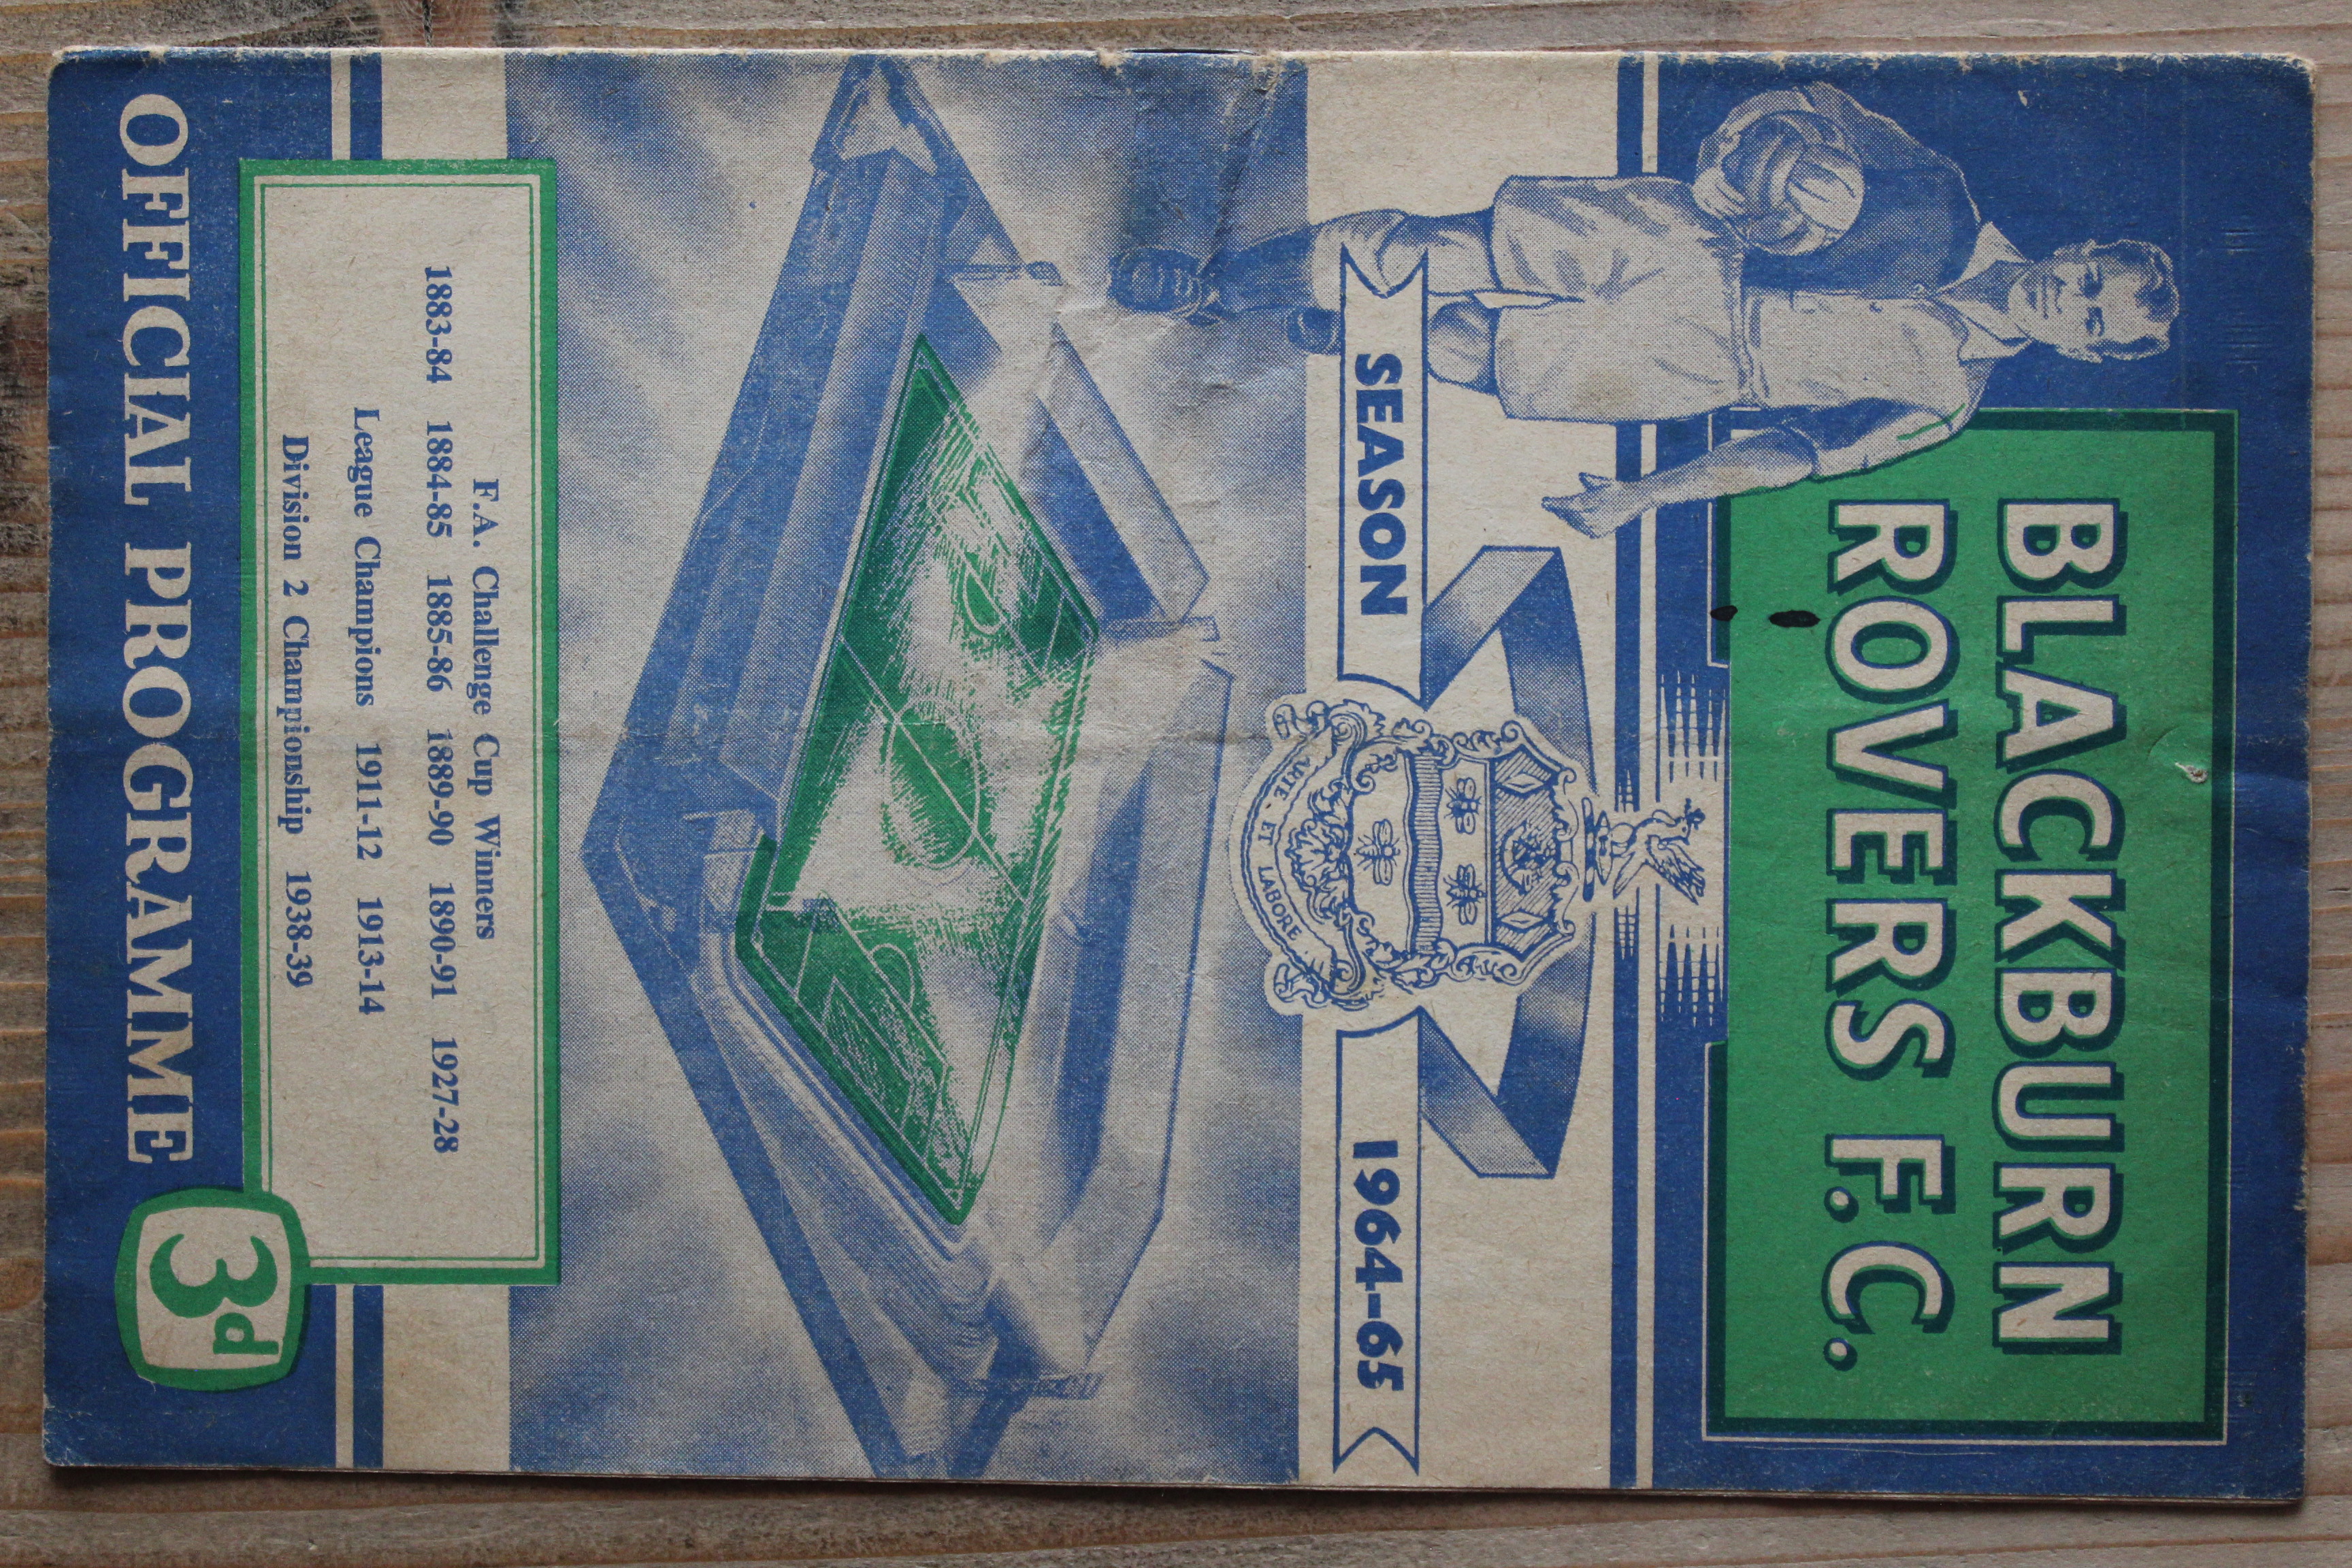 BLACKBURN
ROVERS F.C.
SEASON 1964-65
ARTE · ET LABORE
F.A. Challenge Cup Winners
1883-84 1884-85 1885-86 1889-90 1890-91 1927-28
League Champions 1911-12 1913-14
Division 2 Championship 1938-39
OFFICIAL PROGRAMME
3d